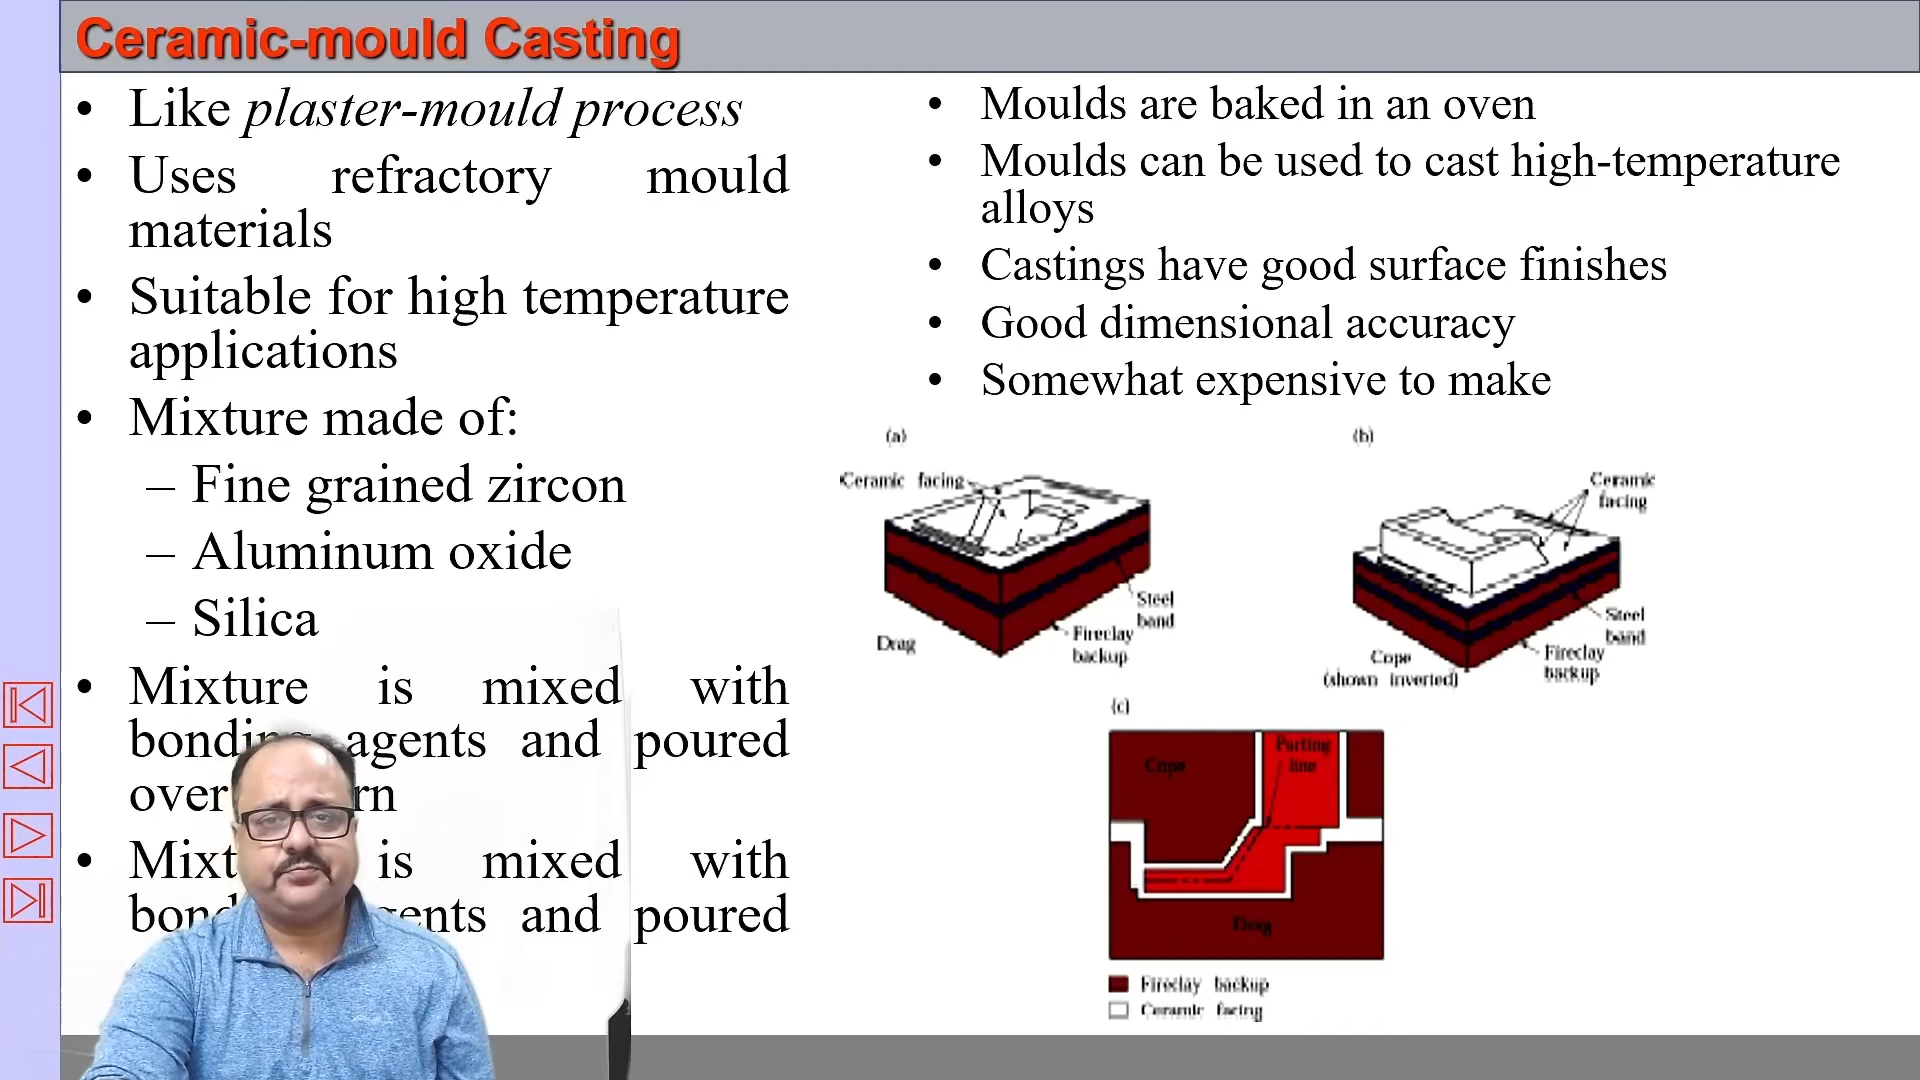 Ceramic-mould Casting
• Like plaster-mould process
• Uses refractory mould
materials
• Suitable for high temperature
applications
• Mixture made of:
– Fine grained zircon
– Aluminum oxide
– Silica
• Mixture is mixed with
agents and poured
over
• is mixed with
and poured
• Moulds are baked in an oven
• Moulds can be used to cast high-temperature
alloys
• Castings have good surface finishes
• Good dimensional accuracy
• Somewhat expensive to make
(a)
Ceramic facing
Steel
band
Fireclay
backup
Drag
(b)
Ceramic
facing
Steel
band
Fireclay
backup
Cope
(shown inverted)
(c)
Cope
Parting
line
Drag
Fireclay backup
Ceramic facing